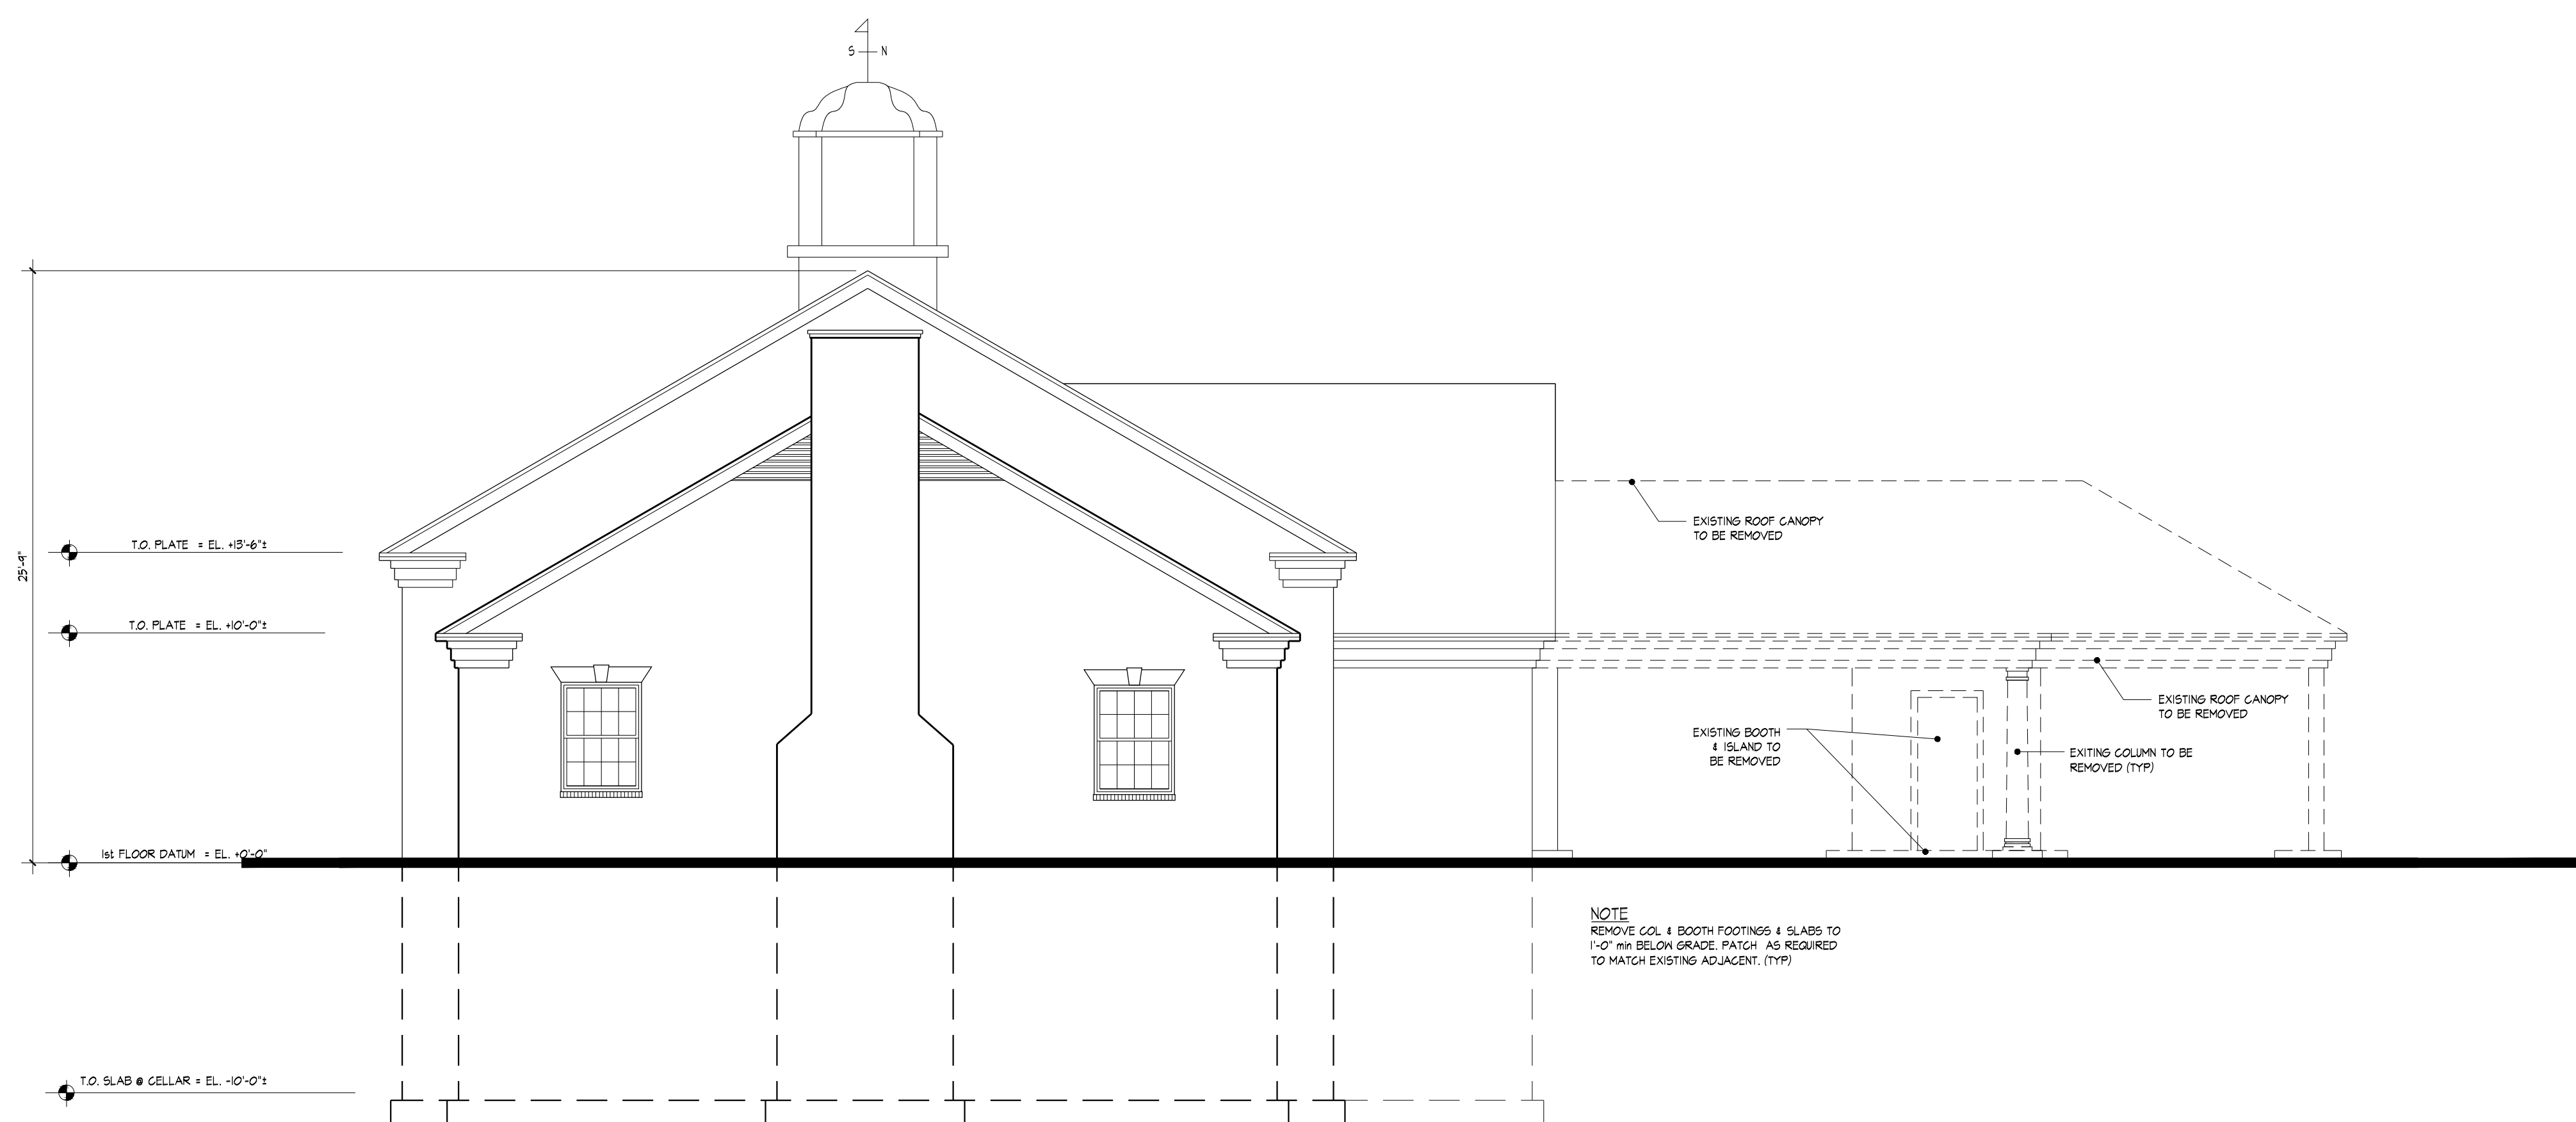 S N
EXISTING ROOF CANOPY
TO BE REMOVED
T.O. PLATE = EL. +13'-6"±
25'-9"
T.O. PLATE = EL. +10'-0"±
EXISTING ROOF CANOPY
TO BE REMOVED
EXISTING BOOTH
& ISLAND TO
BE REMOVED
EXITING COLUMN TO BE
REMOVED (TYP)
1st FLOOR DATUM = EL. +0'-0"
NOTE
REMOVE COL & BOOTH FOOTINGS & SLABS TO
1'-0" min BELOW GRADE. PATCH AS REQUIRED
TO MATCH EXISTING ADJACENT. (TYP)
T.O. SLAB @ CELLAR = EL. -10'-0"±